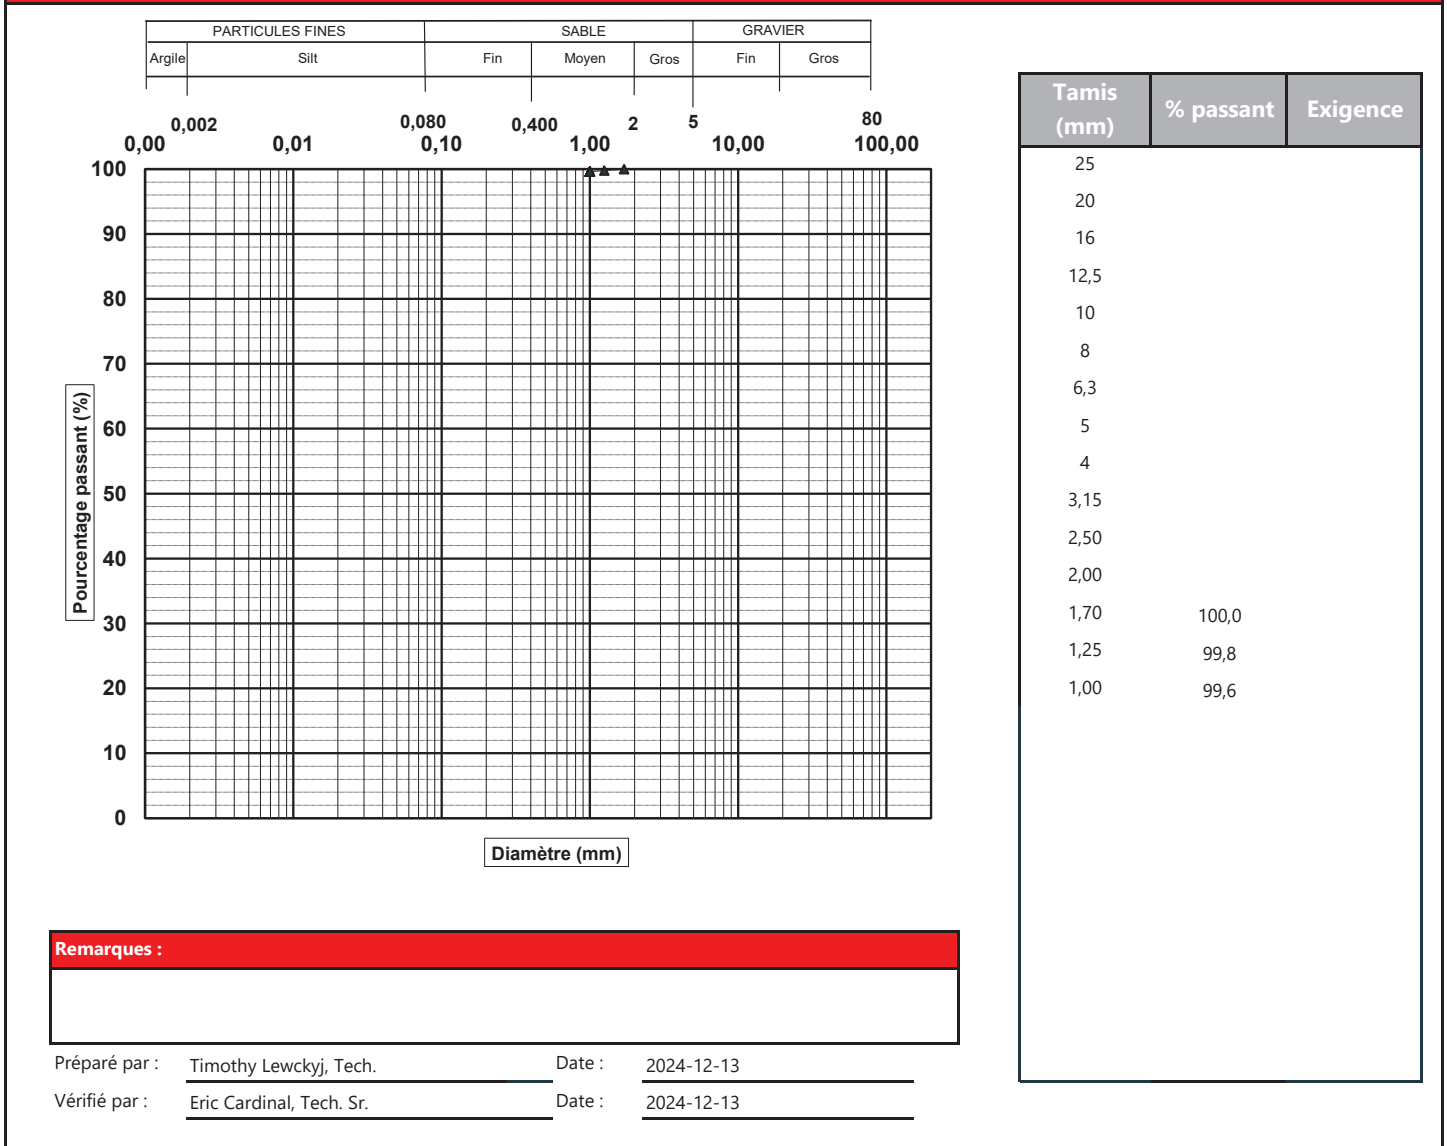 PARTICULES FINES SABLE GRAVIER
Argile Silt Fin Moyen Gros Fin Gros
0,002 0,080 0,400 2 5 80
0,00 0,01 0,10 1,00 10,00 100,00
100
90
80
70
60
50
40
30
20
10
0
Pourcentage passant (%)
Diamètre (mm)
Tamis (mm) % passant Exigence
25
20
16
12,5
10
8
6,3
5
4
3,15
2,50
2,00
1,70 100,0
1,25 99,8
1,00 99,6
Remarques :
Préparé par : Timothy Lewckyj, Tech. Date : 2024-12-13
Vérifié par : Eric Cardinal, Tech. Sr. Date : 2024-12-13